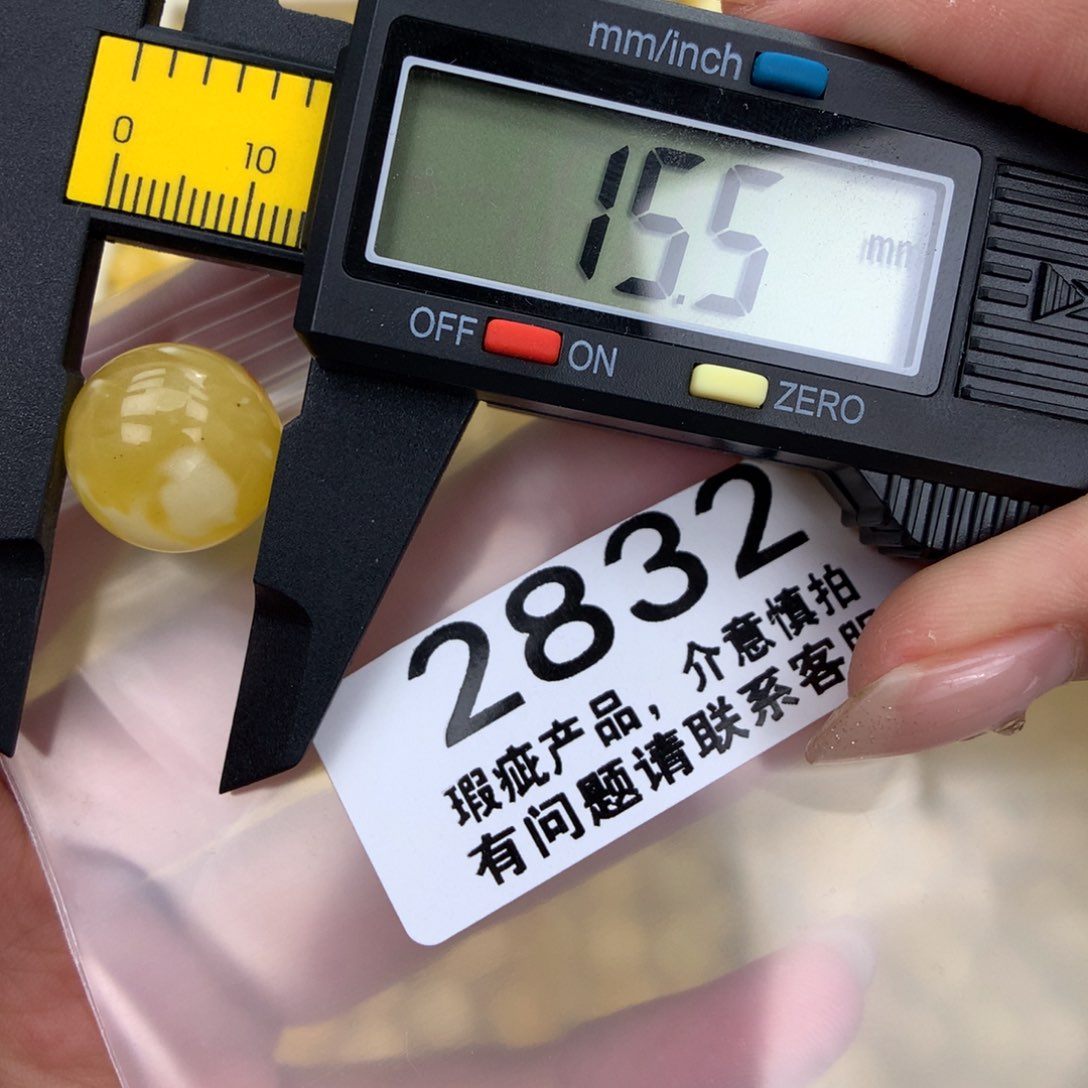 mm/inch
0 10
15.5 mm
OFF ON ZERO
2832
瑕疵产品，介意慎拍
有问题请联系客服